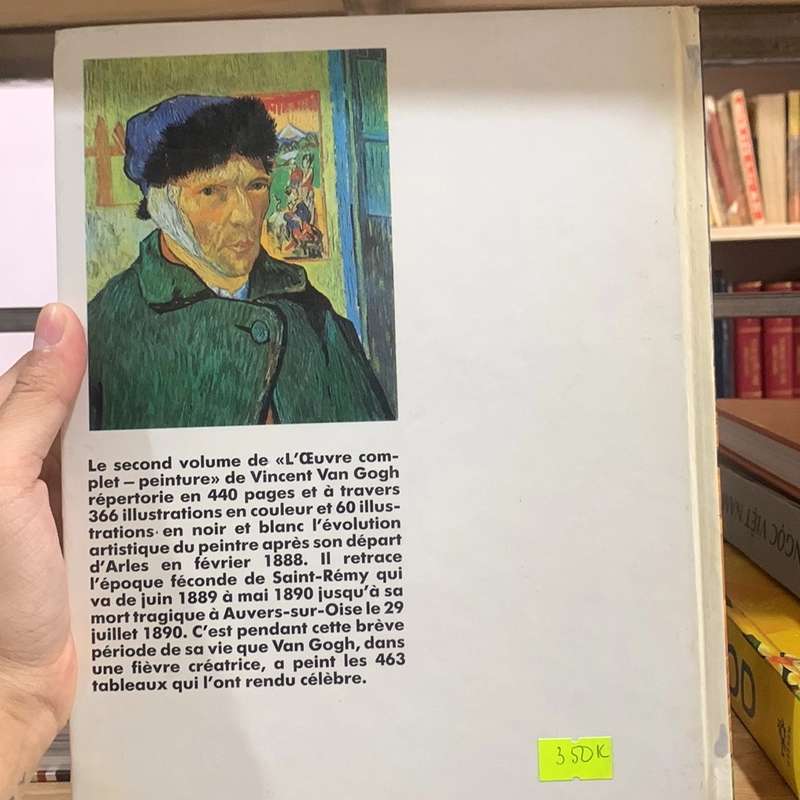 Le second volume de «L'Œuvre com-
plet – peinture» de Vincent Van Gogh
répertorie en 440 pages et à travers
366 illustrations en couleur et 60 illus-
trations en noir et blanc l'évolution
artistique du peintre après son départ
d'Arles en février 1888. Il retrace
l'époque féconde de Saint-Rémy qui
va de juin 1889 à mai 1890 jusqu'à sa
mort tragique à Auvers-sur-Oise le 29
juillet 1890. C'est pendant cette brève
période de sa vie que Van Gogh, dans
une fièvre créatrice, a peint les 463
tableaux qui l'ont rendu célèbre.
350K
NGỌC VIỆT NAM